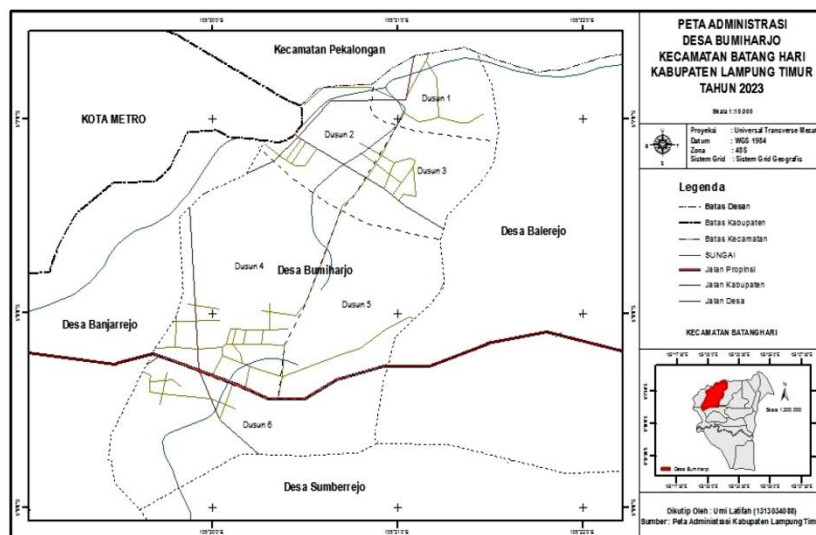 PETA ADMINISTRASI
DESA BUMIHARJO
KECAMATAN BATANG HARI
KABUPATEN LAMPUNG TIMUR
TAHUN 2023
Skala 1:10.000
Proyeksi : Universal Transverse Mecat
Datum : WGS 1984
Zona : 48S
Sistem Grid : Sistem Grid Geografis
Legenda
Batas Desan
Batas Kabupaten
Batas Kecamatan
SUNGAI
Jalan Propinsi
Jalan Kabupaten
Jalan Desa
KECAMATAN BATANGHARI
Desa Bumiharjo
Dikutip Oleh : Umi Latifah (1313034088)
Sumber : Peta Administrasi Kabupaten Lampung Tim
Kecamatan Pekalongan
KOTA METRO
Dusun 1
Dusun 2
Dusun 3
Desa Balerejo
Dusun 4
Desa Bumiharjo
Dusun 5
Desa Banjarrejo
Dusun 6
Desa Sumberrejo